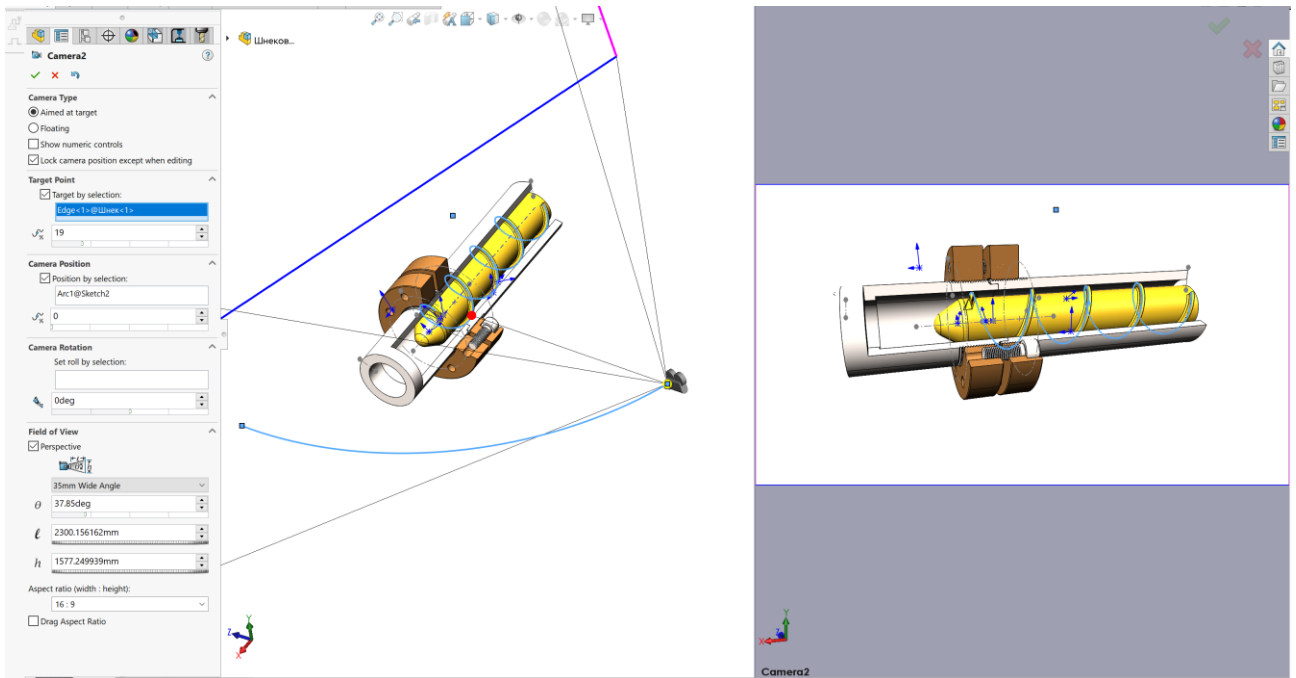 Шнеков...
Camera2
Camera Type
Aimed at target
Floating
Show numeric controls
Lock camera position except when editing
Target Point
Target by selection:
Edge<1>@Шнек<1>
19
Camera Position
Position by selection:
Arc1@Sketch2
0
Camera Rotation
Set roll by selection:
0deg
Field of View
Perspective
35mm Wide Angle
θ 37.85deg
ℓ 2300.156162mm
h 1577.249939mm
Aspect ratio (width : height):
16 : 9
Drag Aspect Ratio
Y
Z
X
Y
X
Camera2